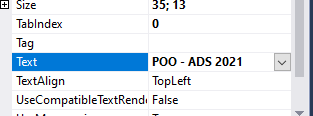 Size 35; 13
TabIndex 0
Tag
Text POO - ADS 2021
TextAlign TopLeft
UseCompatibleTextRende False